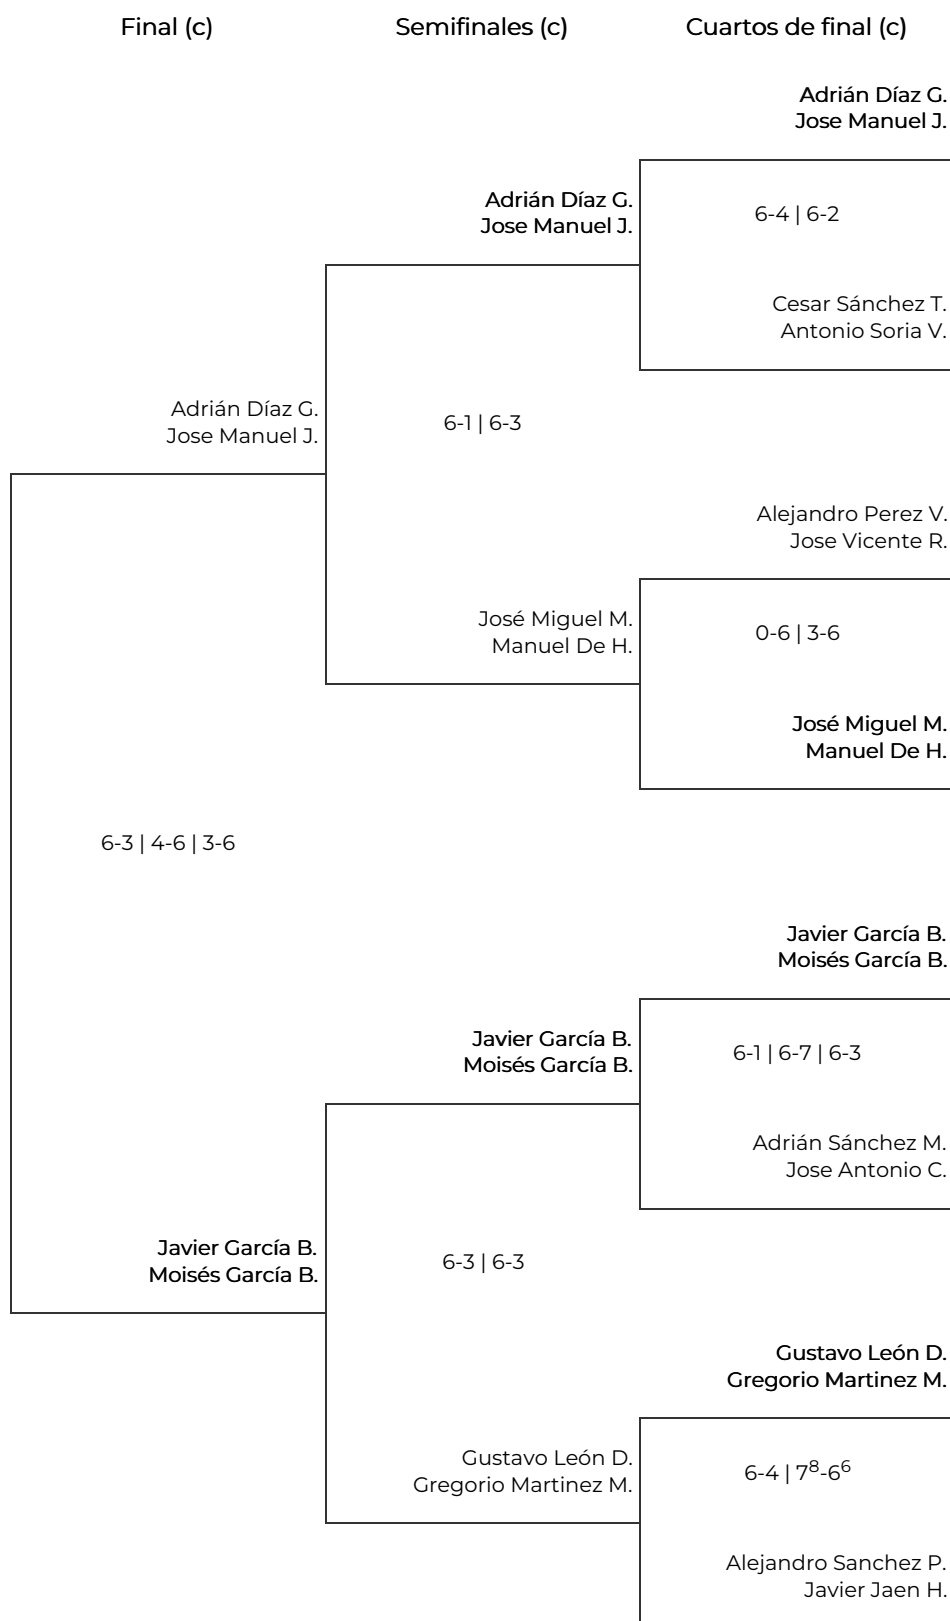 Final (c)
Semifinales (c)
Cuartos de final (c)
Adrián Díaz G.
Jose Manuel J.
Adrián Díaz G.
Jose Manuel J.
6-4 | 6-2
Cesar Sánchez T.
Antonio Soria V.
Adrián Díaz G.
Jose Manuel J.
6-1 | 6-3
Alejandro Perez V.
Jose Vicente R.
José Miguel M.
Manuel De H.
0-6 | 3-6
José Miguel M.
Manuel De H.
6-3 | 4-6 | 3-6
Javier García B.
Moisés García B.
Javier García B.
Moisés García B.
6-1 | 6-7 | 6-3
Adrián Sánchez M.
Jose Antonio C.
Javier García B.
Moisés García B.
6-3 | 6-3
Gustavo León D.
Gregorio Martinez M.
Gustavo León D.
Gregorio Martinez M.
6-4 | 7⁸-6⁶
Alejandro Sanchez P.
Javier Jaen H.